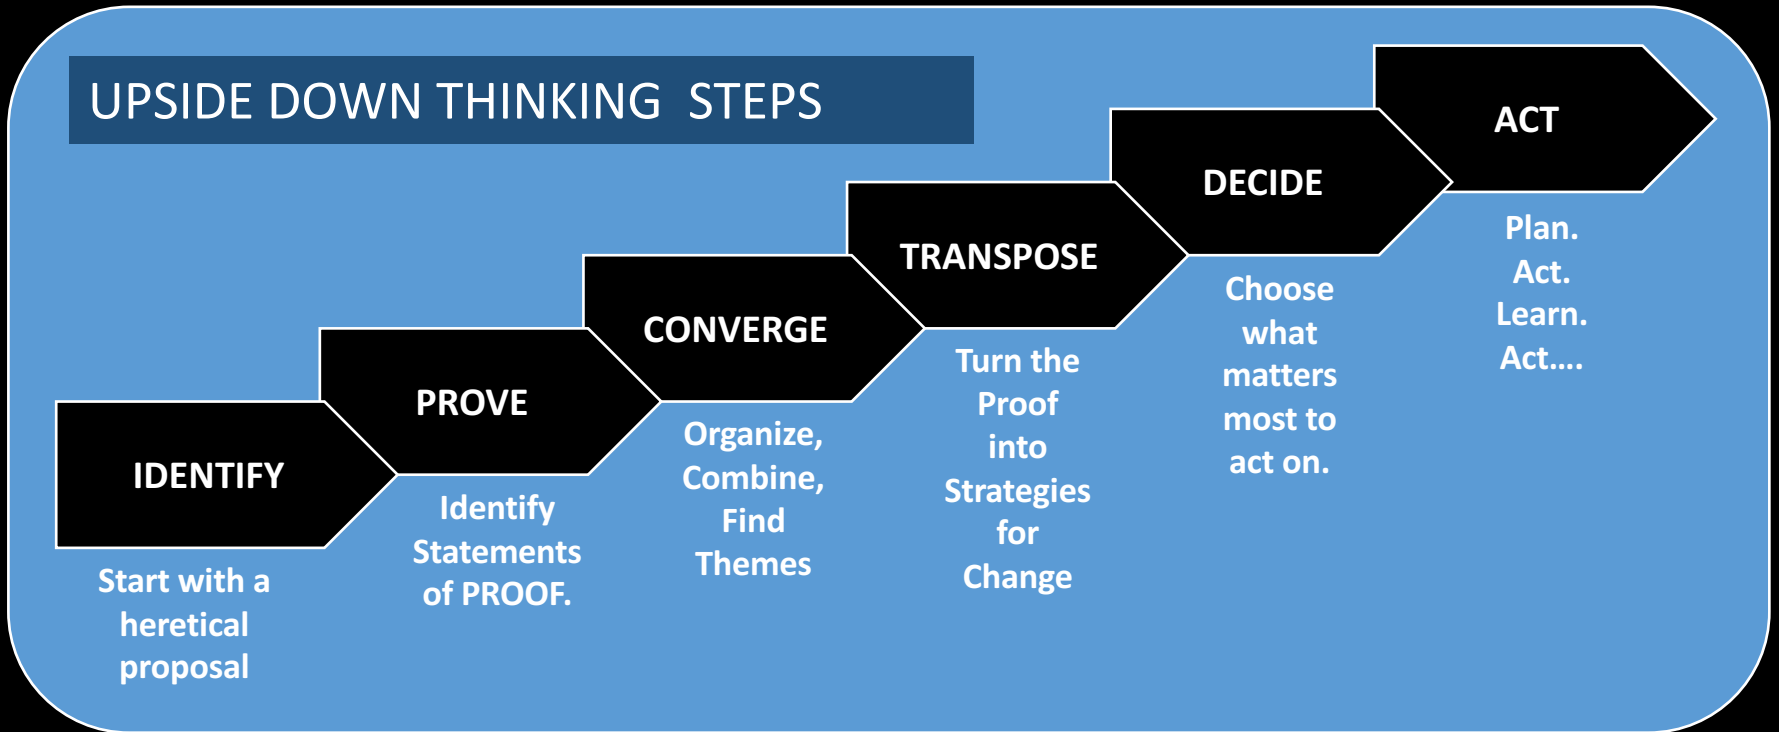 UPSIDE DOWN THINKING  STEPS
IDENTIFY
Start with a
heretical
proposal
PROVE
Identify
Statements
of PROOF.
CONVERGE
Organize,
Combine,
Find
Themes
TRANSPOSE
Turn the
Proof
into
Strategies
for
Change
DECIDE
Choose
what
matters
most to
act on.
ACT
Plan.
Act.
Learn.
Act....